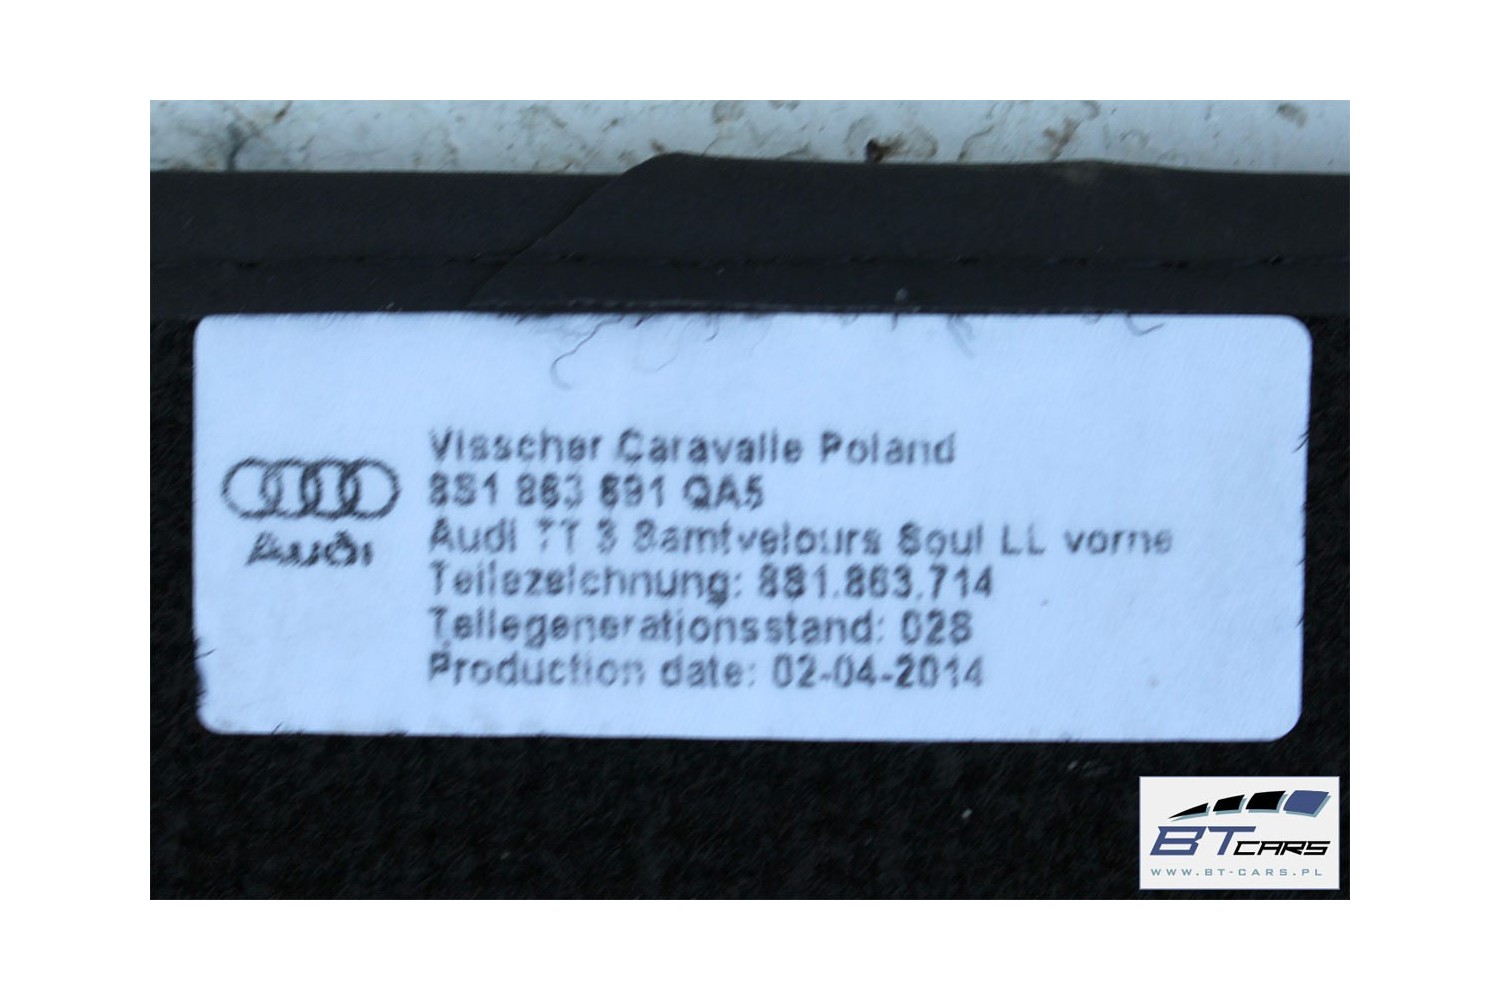 Visscher Caravelle Poland
8S1 863 691 QA5
Audi
Audi TT 3 Samtvelours Soul LL vorne
Teilezeichnung: 8S1.863.714
Teilegenerationsstand: 028
Production date: 02-04-2014
BT CARS
WWW.BT-CARS.PL